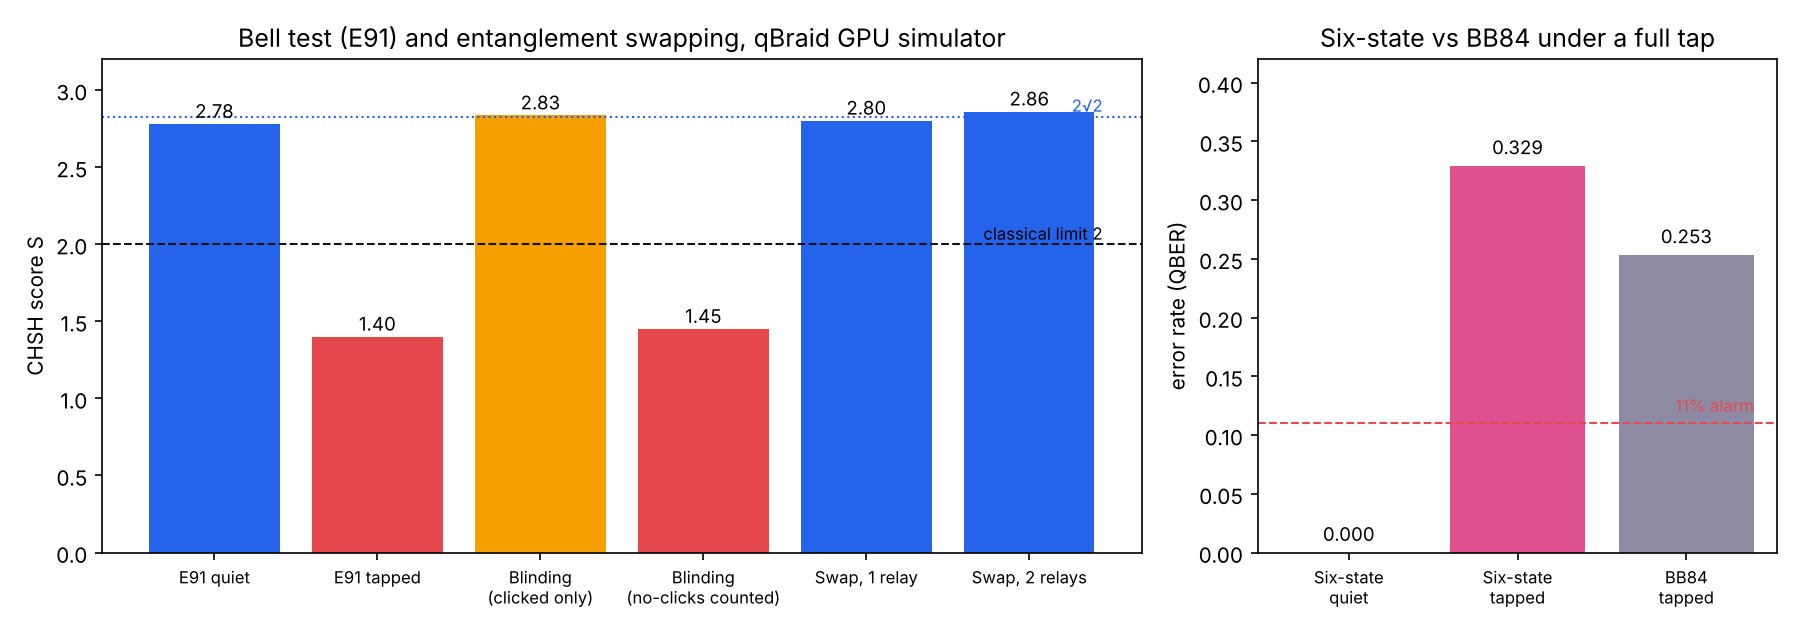 Bell test (E91) and entanglement swapping, qBraid GPU simulator
CHSH score S
3.0
2.5
2.0
1.5
1.0
0.5
0.0
2.78
1.40
2.83
1.45
2.80
2.86
2√2
classical limit 2
E91 quiet
E91 tapped
Blinding
(clicked only)
Blinding
(no-clicks counted)
Swap, 1 relay
Swap, 2 relays
Six-state vs BB84 under a full tap
error rate (QBER)
0.40
0.35
0.30
0.25
0.20
0.15
0.10
0.05
0.00
0.000
0.329
0.253
11% alarm
Six-state
quiet
Six-state
tapped
BB84
tapped